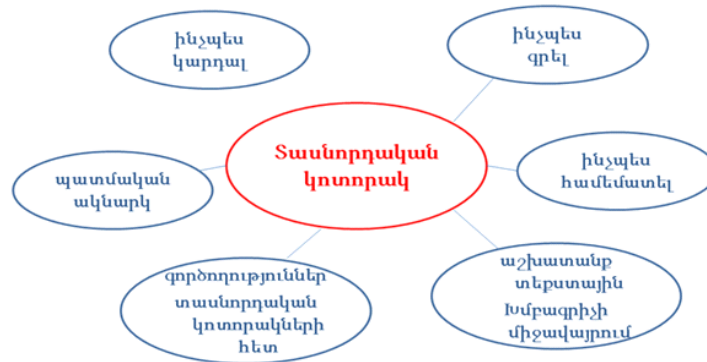 ինչպես
կարդալ
ինչպես
գրել
Տասնորդական
կոտորակ
պատմական
ակնարկ
ինչպես
համեմատել
գործողություններ
տասնորդական
կոտորակների
հետ
աշխատանք
տեքստային
Խմբագրիչի
միջավայրում